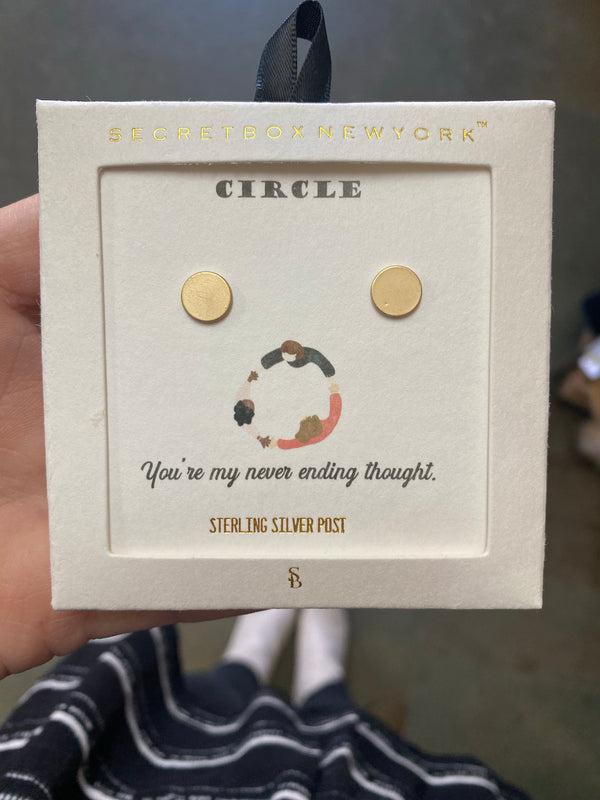 SECRETBOX NEWYORK™
CIRCLE
You're my never ending thought.
STERLING SILVER POST
SB